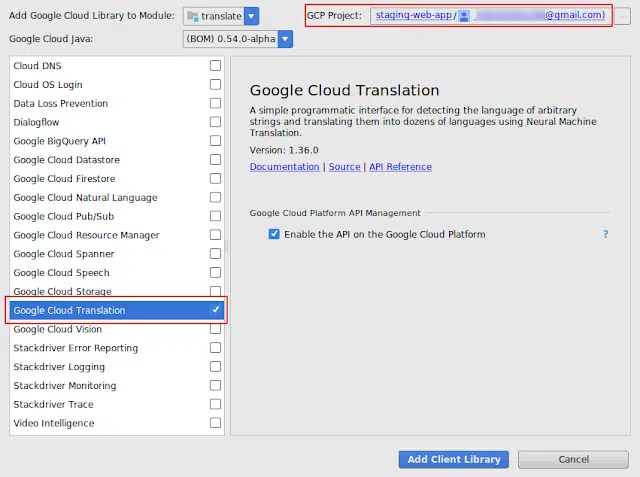 Add Google Cloud Library to Module: translate GCP Project: staging-web-app/ @gmail.com) ...
Google Cloud Java: (BOM) 0.54.0-alpha
Cloud DNS
Cloud OS Login
Data Loss Prevention
Dialogflow
Google BigQuery API
Google Cloud Datastore
Google Cloud Firestore
Google Cloud Natural Language
Google Cloud Pub/Sub
Google Cloud Resource Manager
Google Cloud Spanner
Google Cloud Speech
Google Cloud Storage
Google Cloud Translation
Google Cloud Vision
Stackdriver Error Reporting
Stackdriver Logging
Stackdriver Monitoring
Stackdriver Trace
Video Intelligence
Google Cloud Translation
A simple programmatic interface for detecting the language of arbitrary
strings and translating them into dozens of languages using Neural Machine
Translation.
Version: 1.36.0
Documentation | Source | API Reference
Google Cloud Platform API Management
Enable the API on the Google Cloud Platform ?
Add Client Library Cancel